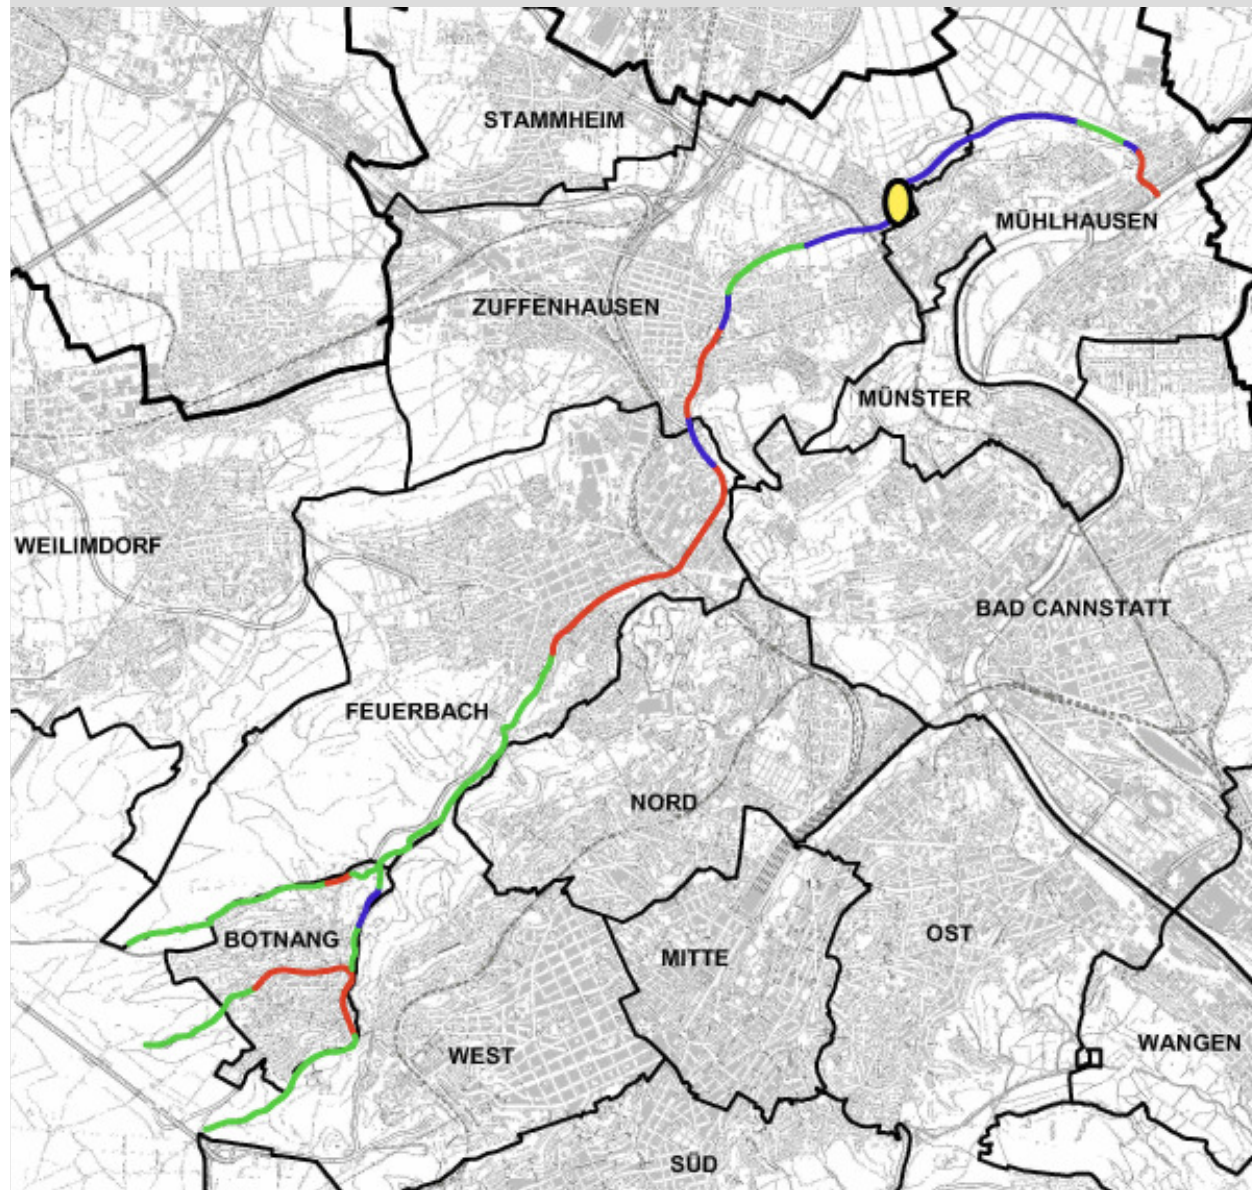 STAMMHEIM
MÜHLHAUSEN
ZUFFENHAUSEN
MÜNSTER
WEILIMDORF
BAD CANNSTATT
FEUERBACH
NORD
BOTNANG
OST
MITTE
WANGEN
WEST
SÜD